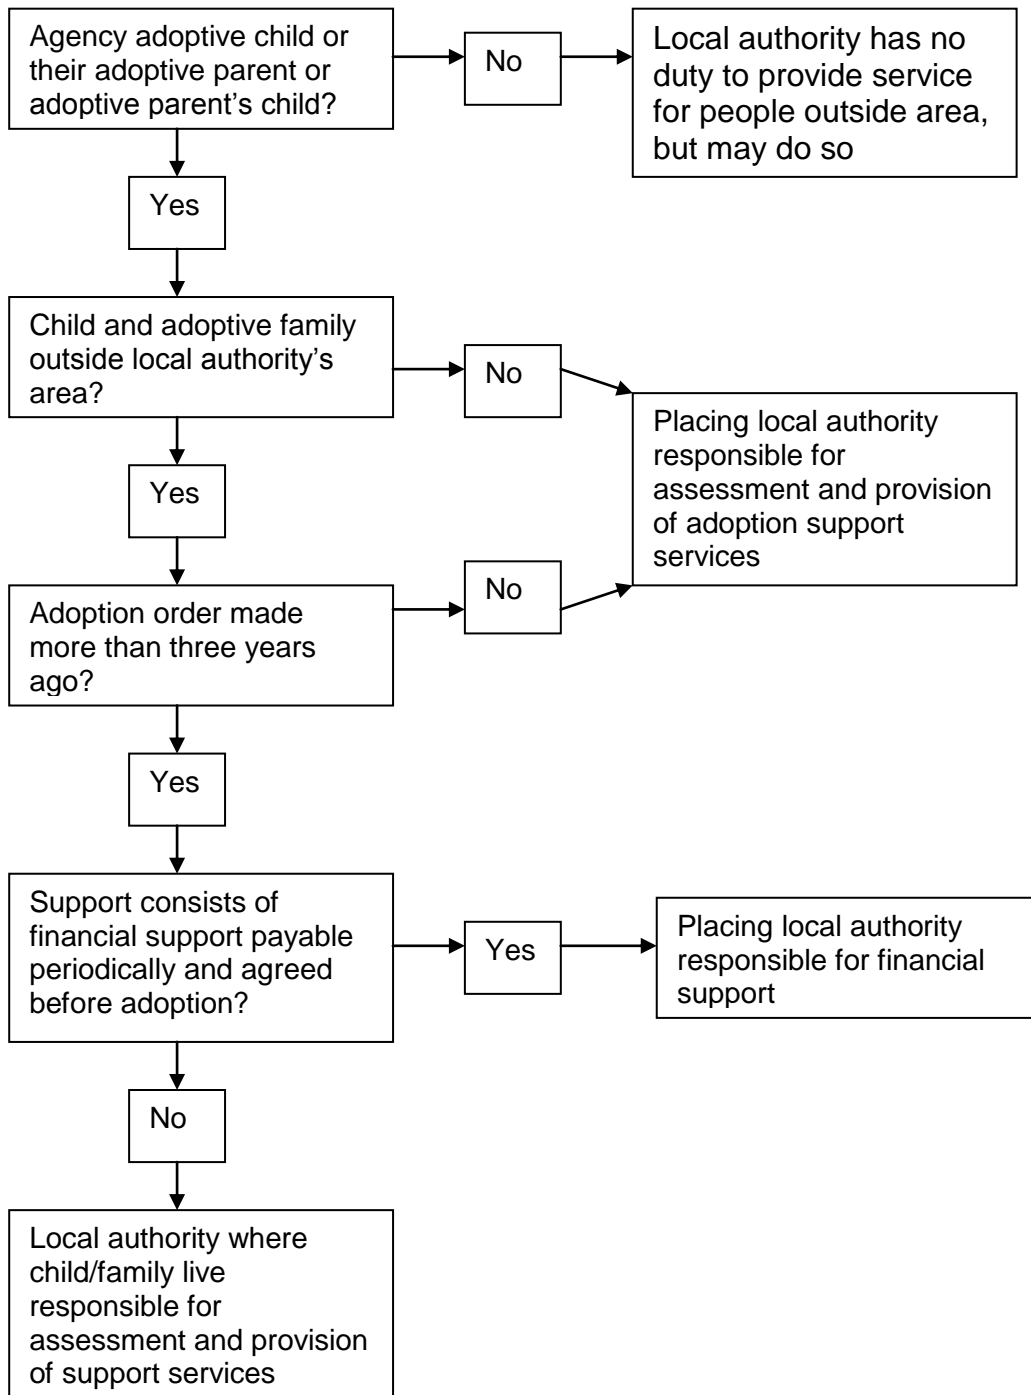 Agency adoptive child or
their adoptive parent or
adoptive parent's child?
No
Local authority has no
duty to provide service
for people outside area,
but may do so
Yes
Child and adoptive family
outside local authority's
area?
No
Placing local authority
responsible for
assessment and provision
of adoption support
services
Yes
No
Adoption order made
more than three years
ago?
Yes
Support consists of
financial support payable
periodically and agreed
before adoption?
Yes
Placing local authority
responsible for financial
support
No
Local authority where
child/family live
responsible for
assessment and provision
of support services